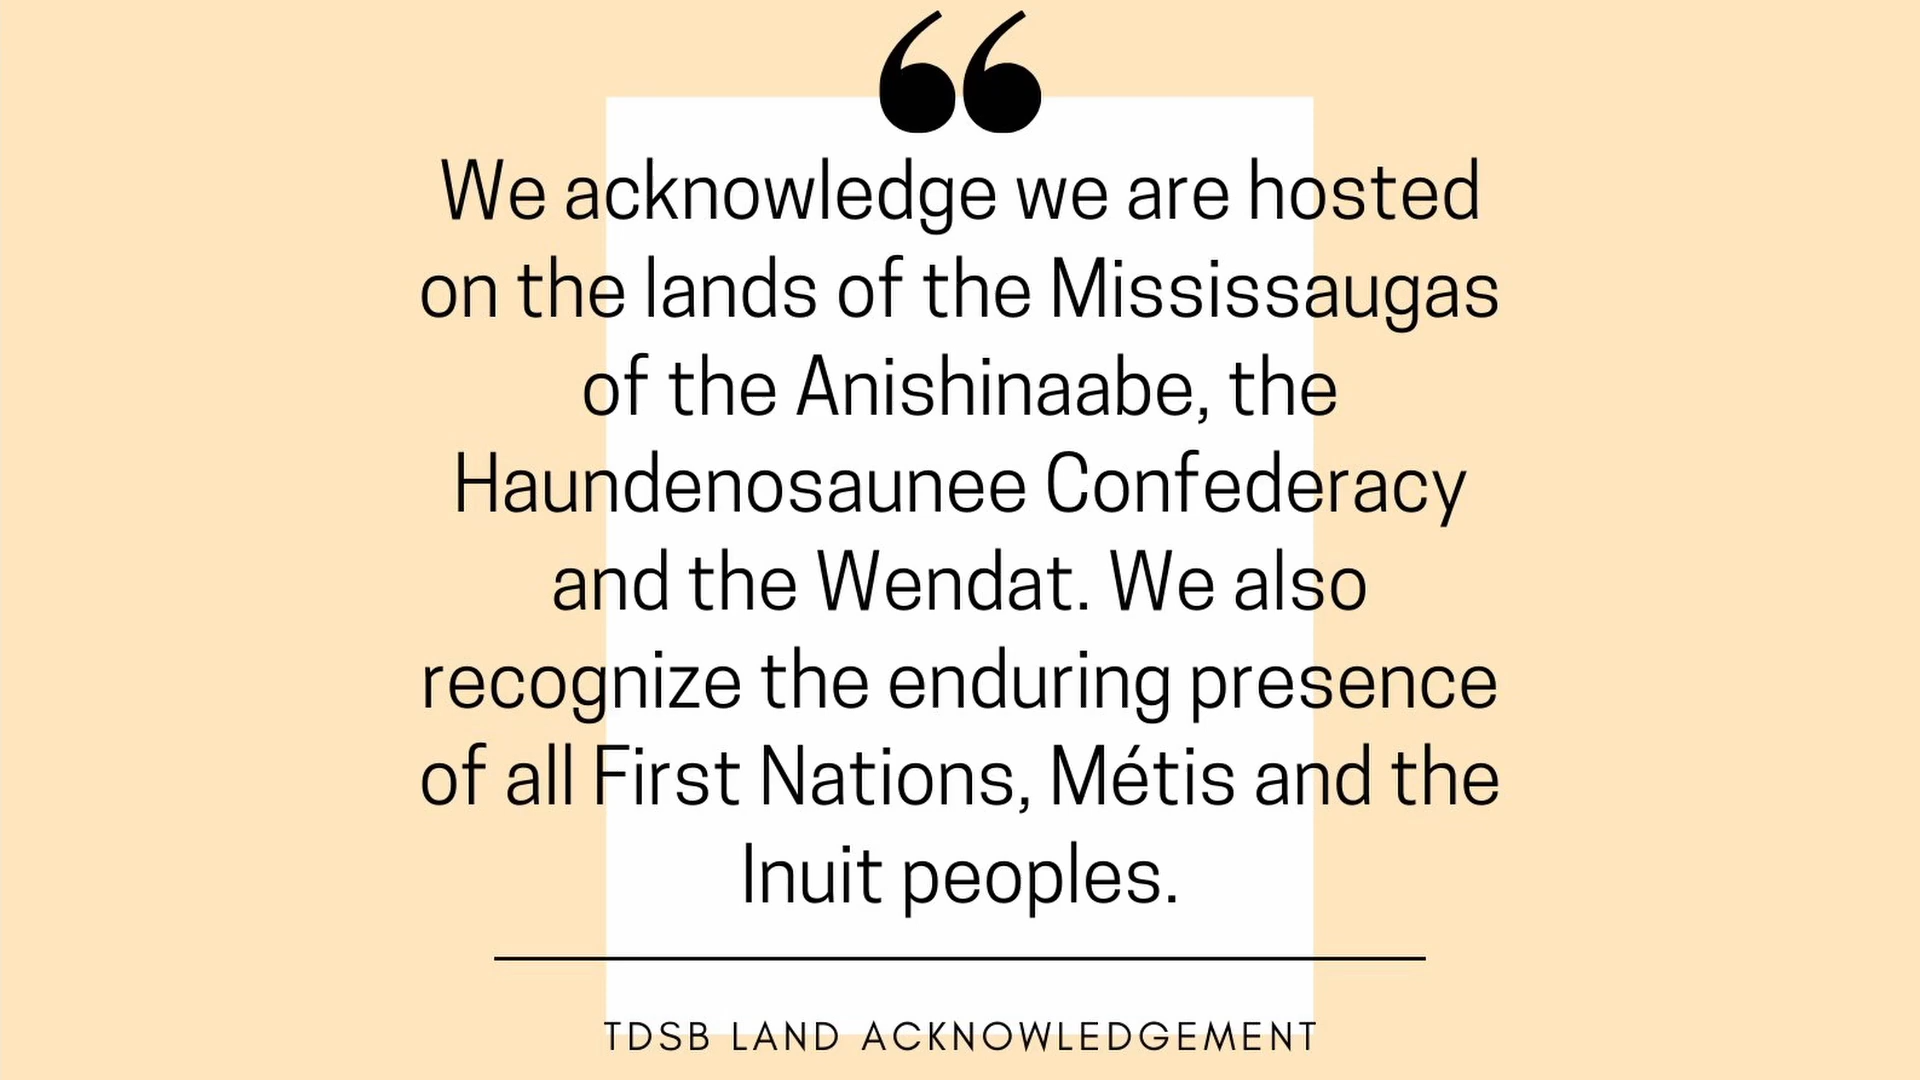 “
We acknowledge we are hosted
on the lands of the Mississaugas
of the Anishinaabe, the
Haundenosaunee Confederacy
and the Wendat. We also
recognize the enduring presence
of all First Nations, Métis and the
Inuit peoples.
TDSB LAND ACKNOWLEDGEMENT